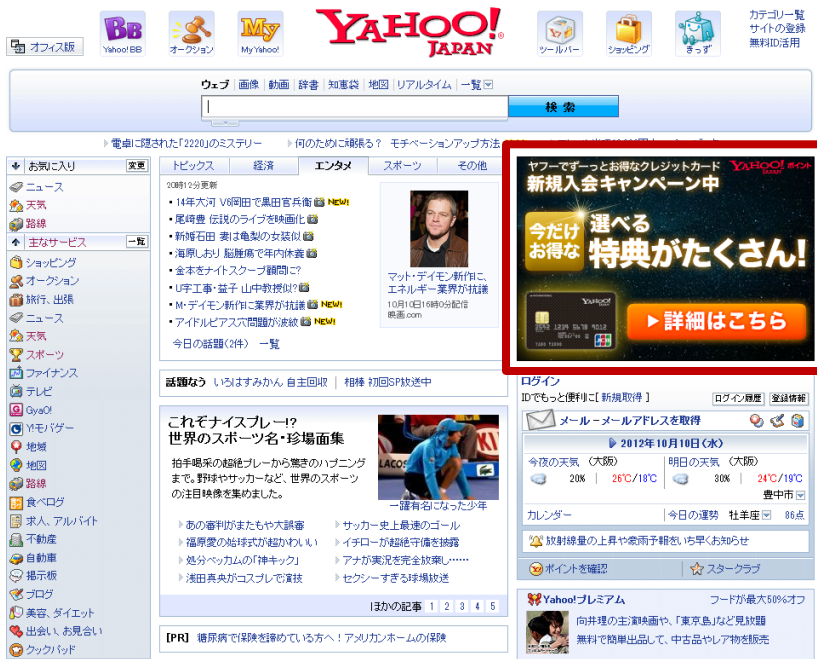 オフィス版
BB
Yahoo! BB
オークション
My
My Yahoo!
YAHOO!
JAPAN
ツールバー
ショッピング
きっず
カテゴリ一覧
サイトの登録
無料ID活用
ウェブ | 画像 | 動画 | 辞書 | 知恵袋 | 地図 | リアルタイム | 一覧
検索
電卓に隠された「2220」のミステリー
何のために頑張る? モチベーションアップ方法
お気に入り 変更
ニュース
天気
路線
主なサービス 一覧
ショッピング
オークション
旅行、出張
ニュース
天気
スポーツ
ファイナンス
テレビ
GyaO!
Y!モバゲー
地域
地図
路線
食べログ
求人、アルバイト
不動産
自動車
掲示板
ブログ
美容、ダイエット
出会い、お見合い
クックパッド
トピックス 経済 エンタメ スポーツ その他
20時12分更新
14年大河 V6岡田で黒田官兵衛 NEW!
尾崎豊 伝説のライブを映画化
新婚石田 妻は亀梨の女装似
海原しおり 脳腫瘍で年内休養
金本をナイトスクープ顧問に?
U字工事・益子 山中教授似?
M・デイモン新作に業界が抗議 NEW!
アイドルピアス穴問題が波紋 NEW!
今日の話題(2件) 一覧
マット・デイモン新作に、
エネルギー業界が抗議
10月10日16時0分配信
映画.com
話題なう いろはすみかん 自主回収 | 相棒 初回SP放送中
これぞナイスプレー!?
世界のスポーツ名・珍場面集
拍手喝采の超絶プレーから驚きのハプニング
まで。野球やサッカーなど、世界のスポーツ
の注目映像を集めました。
LACOS
KI
一躍有名になった少年
あの審判がまたもや大誤審
サッカー史上最速のゴール
福原愛の始球式が超かわいい
イチローが超絶守備を披露
処分ベッカムの「神キック」
アナが実況を完全放棄し……
浅田真央がコスプレで演技
セクシーすぎる球場放送
ほかの記事 1 2 3 4 5
[PR] 糖尿病で保険を諦めている方へ!アメリカンホームの保険
ヤフーでずーっとお得なクレジットカード YAHOO! ポイント
新規入会キャンペーン中
今だけ
お得な
選べる
特典がたくさん!
YAHOO!
JAPAN
3542 1234 5678 9012
TARO TANAKA
JCB
詳細はこちら
ログイン
IDでもっと便利に[ 新規取得 ]
ログイン履歴 登録情報
メール - メールアドレスを取得
2012年10月10日(水)
今夜の天気 (大阪)
20% | 26℃/18℃
明日の天気 (大阪)
30% | 24℃/19℃
豊中市
カレンダー | 今日の運勢 牡羊座 86点
放射線量の上昇や豪雨予報をいち早くお知らせ
ポイントを確認 | スタークラブ
Yahoo!プレミアム フードが最大50%オフ
向井理の主演映画や、「東京島」など見放題
無料で簡単出品して、中古品やレア物を販売